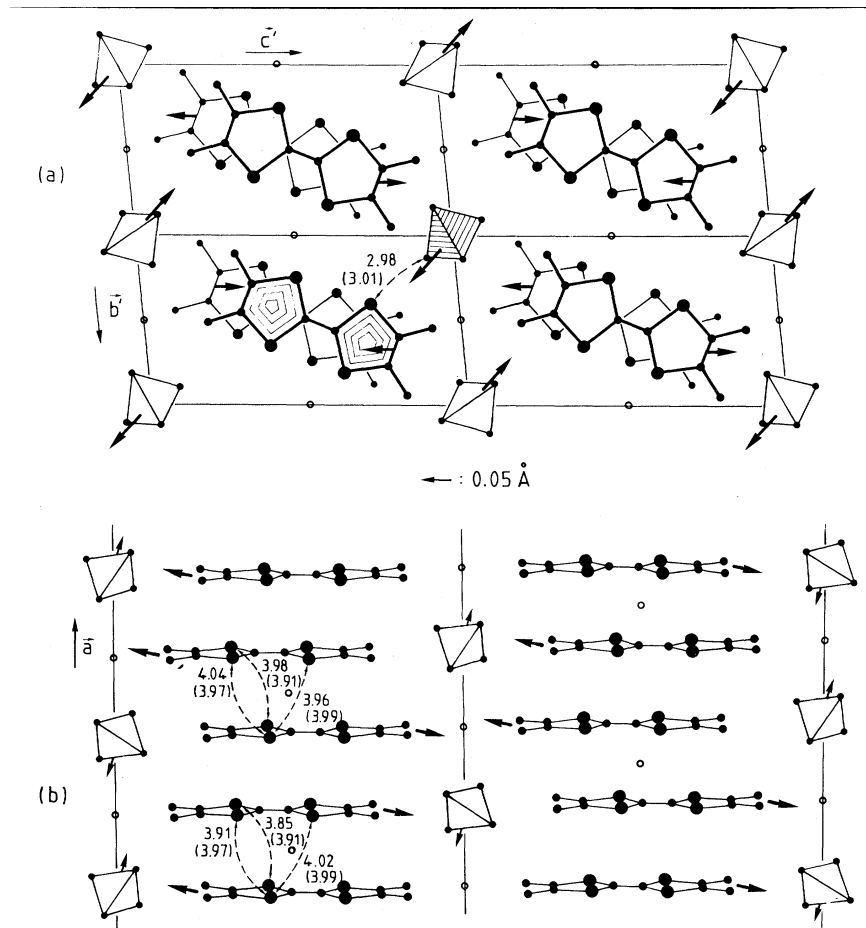 c⃗'
(a)
2.98
(3.01)
b⃗'
: 0.05 Å
a⃗
3.98
4.04
(3.91)
(3.97)
3.96
(3.99)
(b)
3.85
3.91
(3.91)
(3.97)
4.02
(3.99)